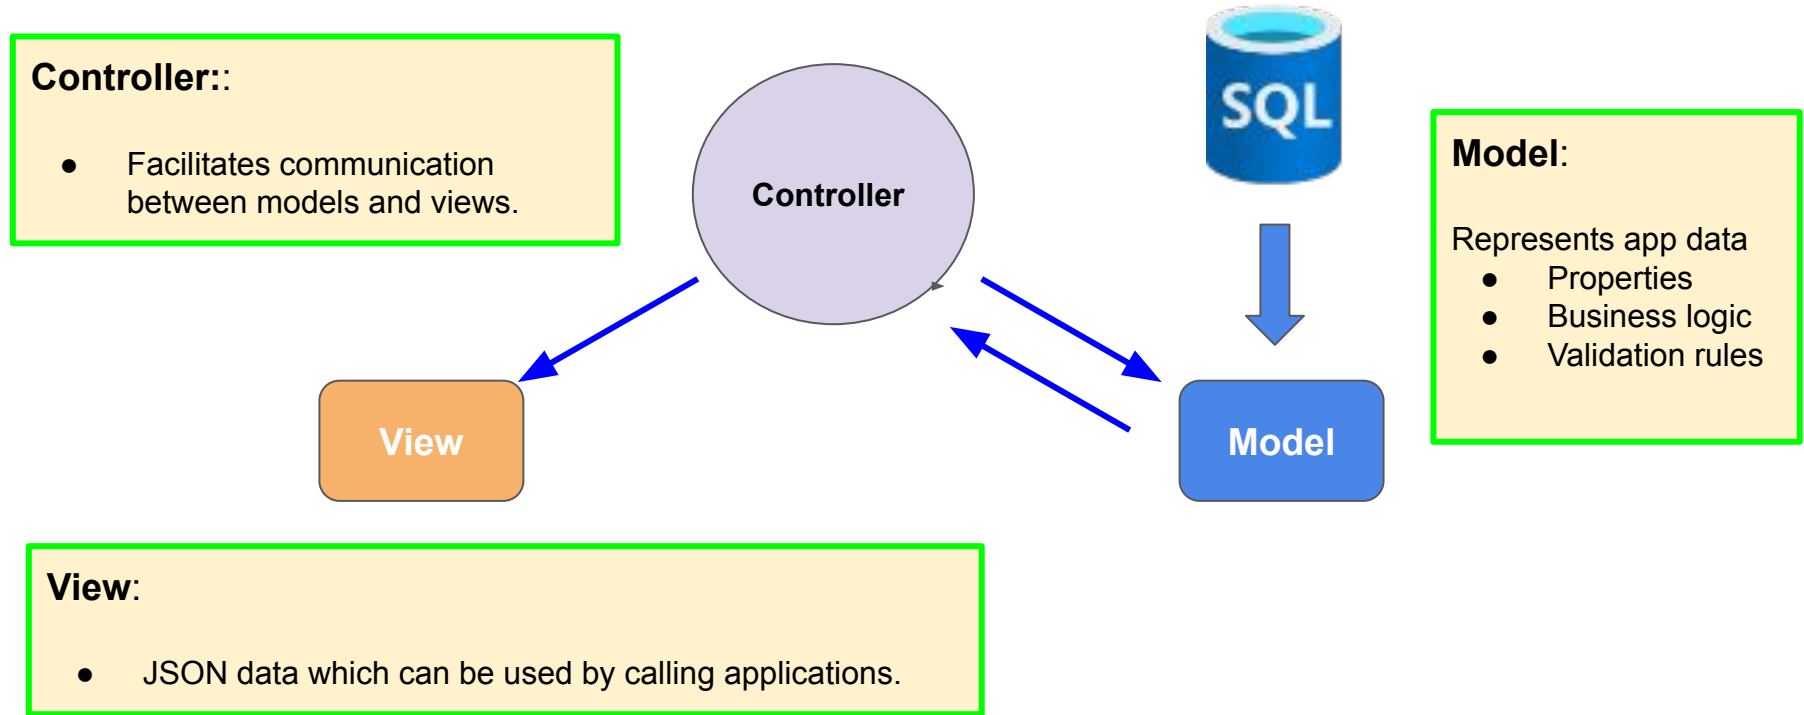 Controller::
● Facilitates communication
between models and views.
Controller
SQL
Model:
Represents app data
● Properties
● Business logic
● Validation rules
View
Model
View:
● JSON data which can be used by calling applications.